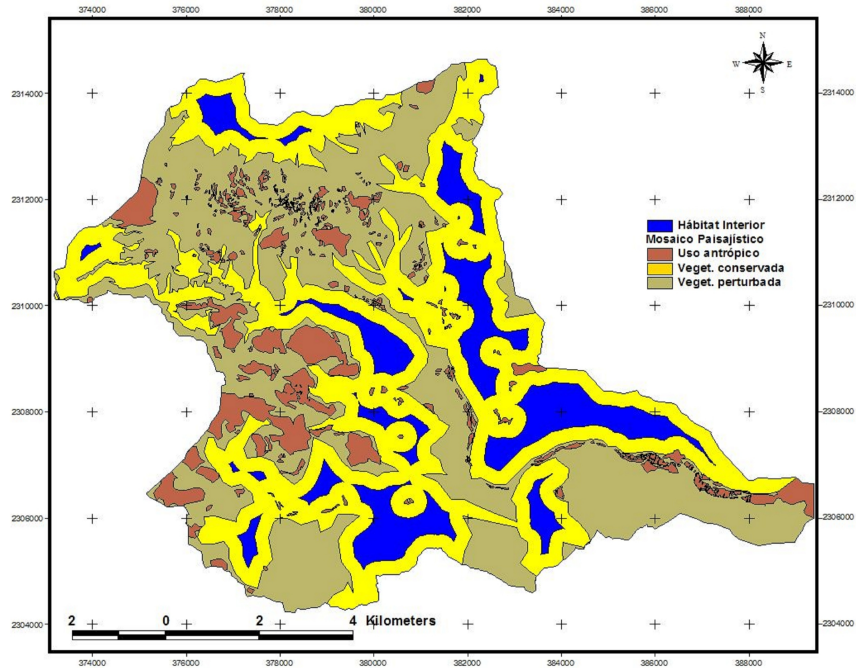 374000 376000 378000 380000 382000 384000 386000 388000
N
W E
S
2314000 2314000
2312000 2312000
Hábitat Interior
Mosaico Paisajístico
Uso antrópico
Veget. conservada
Veget. perturbada
2310000 2310000
2308000 2308000
2306000 2306000
2 0 2 4 Kilometers
2304000 2304000
374000 376000 378000 380000 382000 384000 386000 388000